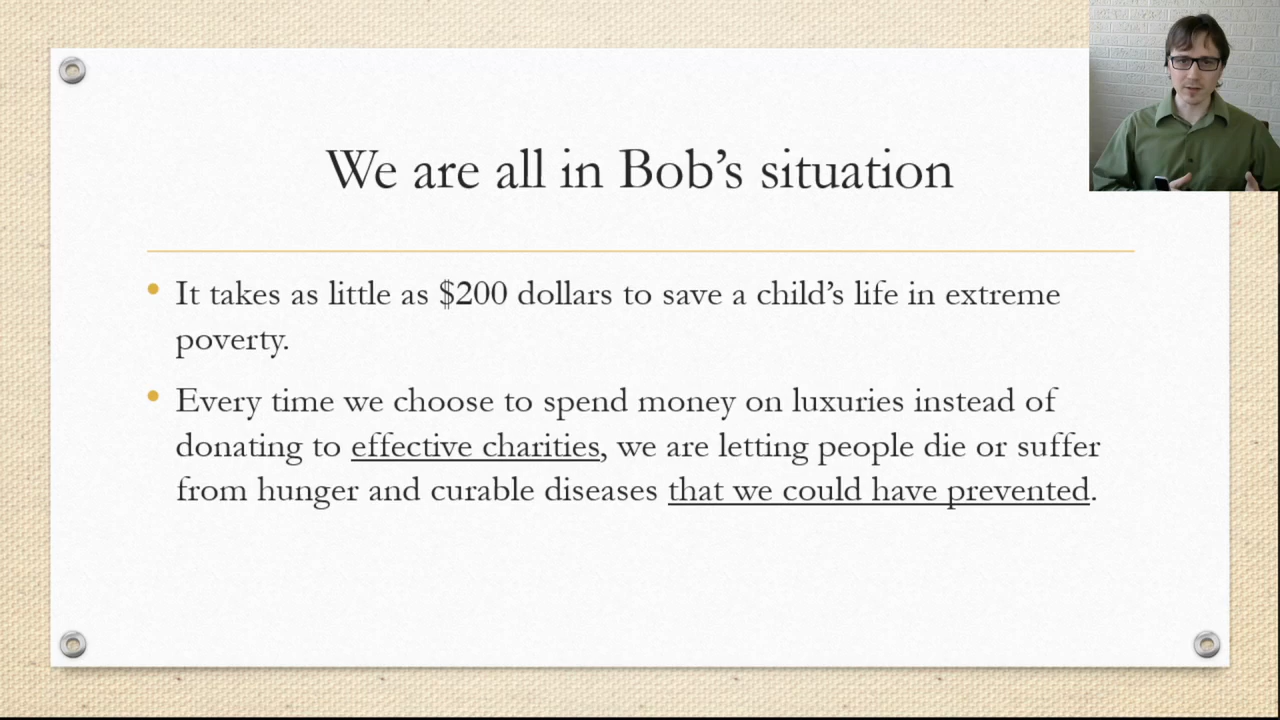 We are all in Bob’s situation
It takes as little as $200 dollars to save a child’s life in extreme
poverty.
Every time we choose to spend money on luxuries instead of
donating to effective charities, we are letting people die or suffer
from hunger and curable diseases that we could have prevented.